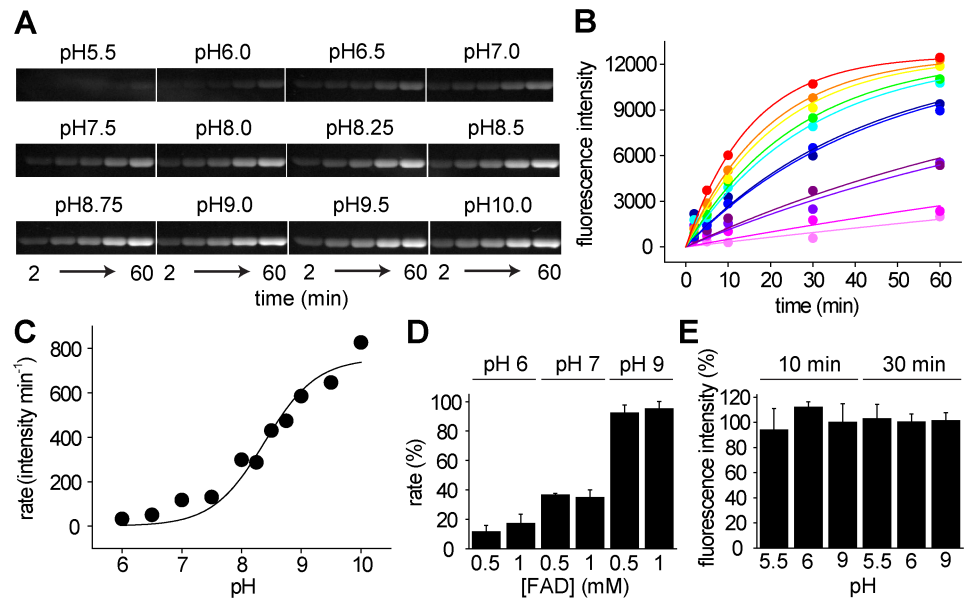 A
pH5.5 pH6.0 pH6.5 pH7.0
pH7.5 pH8.0 pH8.25 pH8.5
pH8.75 pH9.0 pH9.5 pH10.0
2 60 2 60 2 60 2 60
time (min)
B
fluorescence intensity
12000
9000
6000
3000
0
0 10 20 30 40 50 60
time (min)
C
rate (intensity min⁻¹)
800
600
400
200
0
6 7 8 9 10
pH
D
pH 6 pH 7 pH 9
rate (%)
100
80
60
40
20
0
0.5 1 0.5 1 0.5 1
[FAD] (mM)
E
fluorescence intensity (%)
10 min 30 min
120
100
80
60
40
20
0
5.5 6 9 5.5 6 9
pH